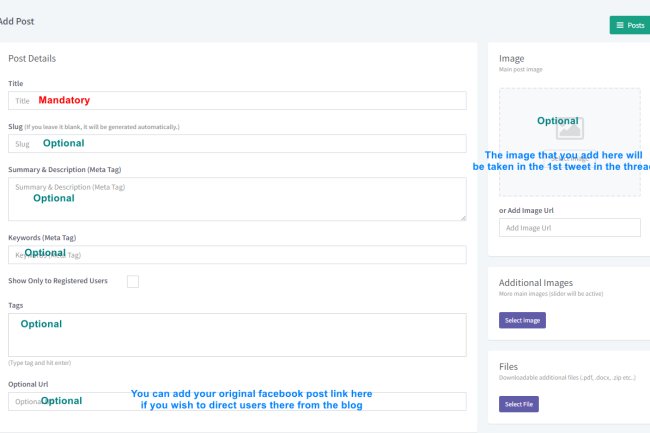 Add Post
Posts
Post Details
Title
Title Mandatory
Slug (If you leave it blank, it will be generated automatically.)
Slug Optional
Summary & Description (Meta Tag)
Summary & Description (Meta Tag)
Optional
Keywords (Meta Tag)
Keywords (Meta Tag)
Optional
Show Only to Registered Users
Tags
Optional
(Type tag and hit enter)
Optional Url
Optional
You can add your original facebook post link here
if you wish to direct users there from the blog
Image
Main post image
Optional
The image that you add here will
be taken in the 1st tweet in the thread
or Add Image Url
Add Image Url
Additional Images
More main images (slider will be active)
Select Image
Files
Downloadable additional files (.pdf, .docx, .zip etc..)
Select File